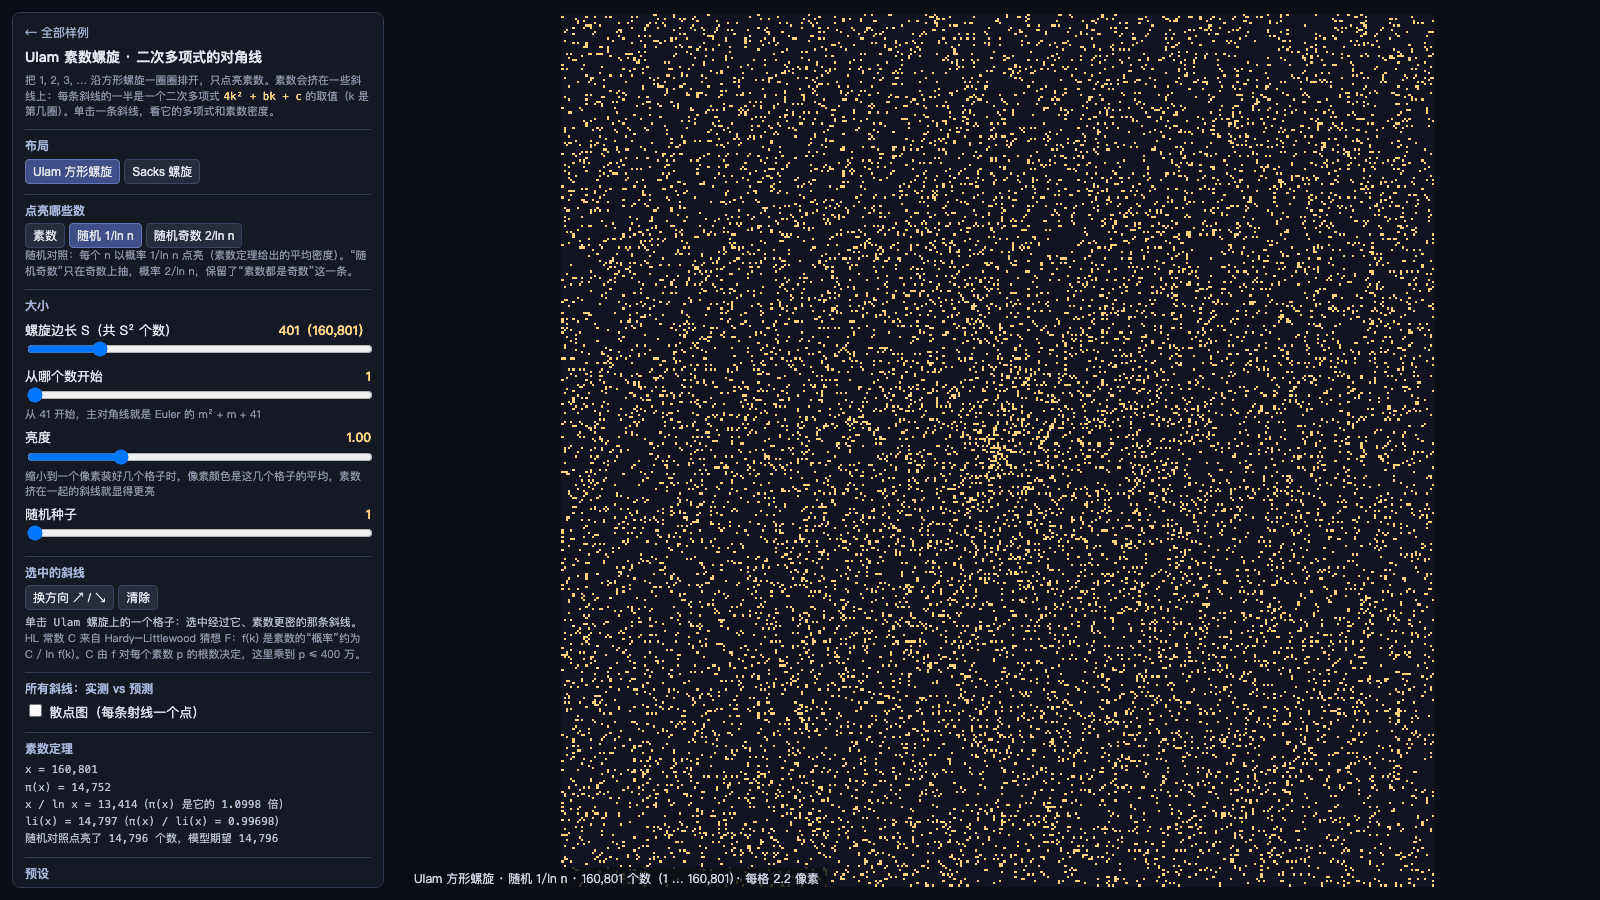 ← 全部样例
Ulam 素数螺旋 · 二次多项式的对角线
把 1, 2, 3, … 沿方形螺旋一圈圈排开，只点亮素数。素数会挤在一些斜
线上：每条斜线的一半是一个二次多项式 4k² + bk + c 的取值（k 是
第几圈）。单击一条斜线，看它的多项式和素数密度。
布局
Ulam 方形螺旋 Sacks 螺旋
点亮哪些数
素数 随机 1/ln n 随机奇数 2/ln n
随机对照：每个 n 以概率 1/ln n 点亮（素数定理给出的平均密度）。“随
机奇数”只在奇数上抽，概率 2/ln n，保留了“素数都是奇数”这一条。
大小
螺旋边长 S（共 S² 个数） 401（160,801）
从哪个数开始 1
从 41 开始，主对角线就是 Euler 的 m² + m + 41
亮度 1.00
缩小到一个像素装好几个格子时，像素颜色是这几个格子的平均，素数
挤在一起的斜线就显得更亮
随机种子 1
选中的斜线
换方向 ↗ / ↘ 清除
单击 Ulam 螺旋上的一个格子：选中经过它、素数更密的那条斜线。
HL 常数 C 来自 Hardy–Littlewood 猜想 F：f(k) 是素数的“概率”约为
C / ln f(k)。C 由 f 对每个素数 p 的根数决定，这里乘到 p ≤ 400 万。
所有斜线：实测 vs 预测
散点图（每条射线一个点）
素数定理
x = 160,801
π(x) = 14,752
x / ln x = 13,414（π(x) 是它的 1.0998 倍）
li(x) = 14,797（π(x) / li(x) = 0.99698）
随机对照点亮了 14,796 个数，模型期望 14,796
预设
Ulam 方形螺旋 · 随机 1/ln n · 160,801 个数（1 … 160,801）· 每格 2.2 像素